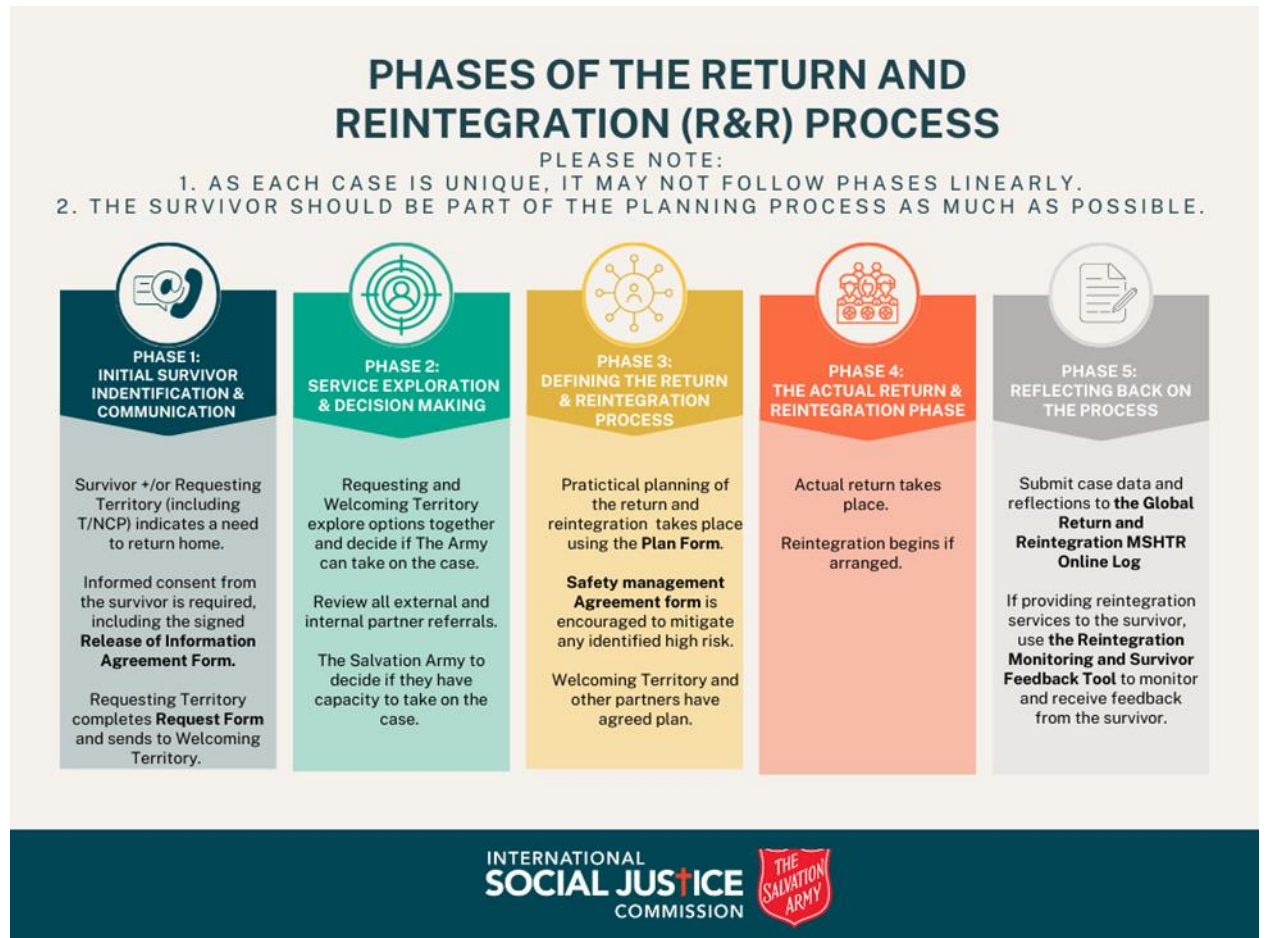 PHASES OF THE RETURN AND
REINTEGRATION (R&R) PROCESS
PLEASE NOTE:
1. AS EACH CASE IS UNIQUE, IT MAY NOT FOLLOW PHASES LINEARLY.
2. THE SURVIVOR SHOULD BE PART OF THE PLANNING PROCESS AS MUCH AS POSSIBLE.
PHASE 1:
INITIAL SURVIVOR
INDENTIFICATION &
COMMUNICATION
Survivor +/or Requesting
Territory (including
T/NCP) indicates a need
to return home.
Informed consent from
the survivor is required,
including the signed
Release of Information
Agreement Form.
Requesting Territory
completes Request Form
and sends to Welcoming
Territory.
PHASE 2:
SERVICE EXPLORATION
& DECISION MAKING
Requesting and
Welcoming Territory
explore options together
and decide if The Army
can take on the case.
Review all external and
internal partner referrals.
The Salvation Army to
decide if they have
capacity to take on the
case.
PHASE 3:
DEFINING THE RETURN
& REINTEGRATION
PROCESS
Pratictical planning of
the return and
reintegration takes place
using the Plan Form.
Safety management
Agreement form is
encouraged to mitigate
any identified high risk.
Welcoming Territory and
other partners have
agreed plan.
PHASE 4:
THE ACTUAL RETURN &
REINTEGRATION PHASE
Actual return takes
place.
Reintegration begins if
arranged.
PHASE 5:
REFLECTING BACK ON
THE PROCESS
Submit case data and
reflections to the Global
Return and
Reintegration MSHTR
Online Log
If providing reintegration
services to the survivor,
use the Reintegration
Monitoring and Survivor
Feedback Tool to monitor
and receive feedback
from the survivor.
INTERNATIONAL
SOCIAL JUSTICE
COMMISSION
THE
SALVATION
ARMY